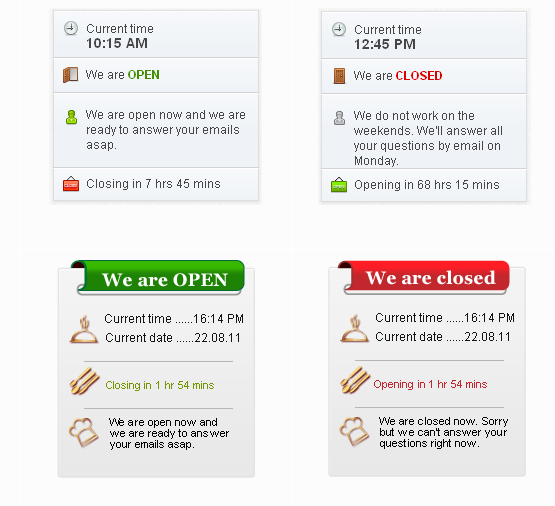 Current time
10:15 AM
We are OPEN
We are open now and we are
ready to answer your emails
asap.
Closing in 7 hrs 45 mins
Current time
12:45 PM
We are CLOSED
We do not work on the
weekends. We'll answer all
your questions by email on
Monday.
Opening in 68 hrs 15 mins
We are OPEN
Current time ......16:14 PM
Current date ......22.08.11
Closing in 1 hr 54 mins
We are open now and
we are ready to answer
your emails asap.
We are closed
Current time ......16:14 PM
Current date ......22.08.11
Opening in 1 hr 54 mins
We are closed now. Sorry
but we can't answer your
questions right now.